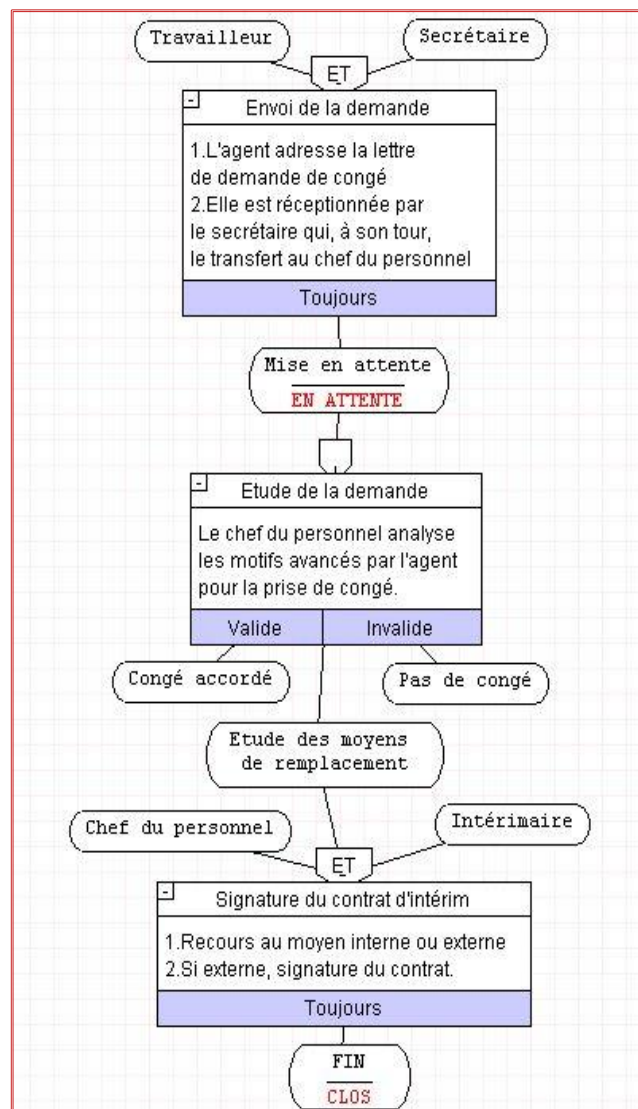 Travailleur
Secrétaire
ET
Envoi de la demande
1.L'agent adresse la lettre
de demande de congé
2.Elle est réceptionnée par
le secrétaire qui, à son tour,
le transfert au chef du personnel
Toujours
Mise en attente
EN ATTENTE
Etude de la demande
Le chef du personnel analyse
les motifs avancés par l'agent
pour la prise de congé.
Valide
Invalide
Congé accordé
Pas de congé
Etude des moyens
de remplacement
Chef du personnel
Intérimaire
ET
Signature du contrat d'intérim
1.Recours au moyen interne ou externe
2.Si externe, signature du contrat.
Toujours
FIN
CLOS